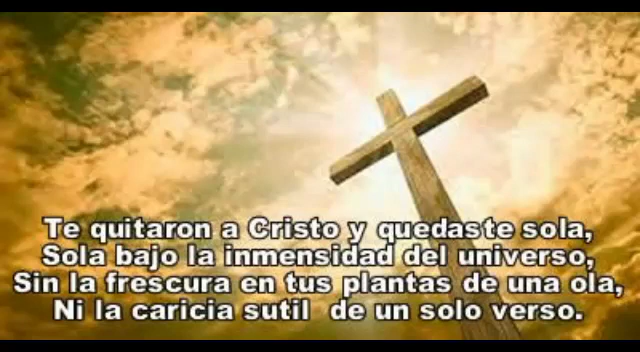 Te quitaron a Cristo y quedaste sola,
Sola bajo la inmensidad del universo,
Sin la frescura en tus plantas de una ola,
Ni la caricia sutil de un solo verso.